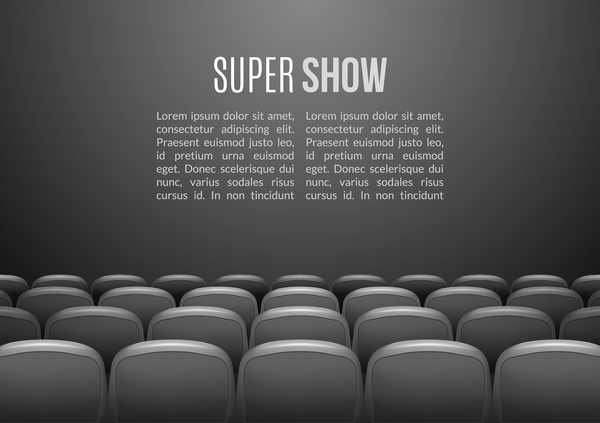 SUPER SHOW
Lorem ipsum dolor sit amet,
consectetur adipiscing elit.
Praesent euismod justo leo,
id pretium urna euismod
eget. Donec scelerisque dui
nunc, varius sodales risus
cursus id. In non tincidunt
Lorem ipsum dolor sit amet,
consectetur adipiscing elit.
Praesent euismod justo leo,
id pretium urna euismod
eget. Donec scelerisque dui
nunc, varius sodales risus
cursus id. In non tincidunt